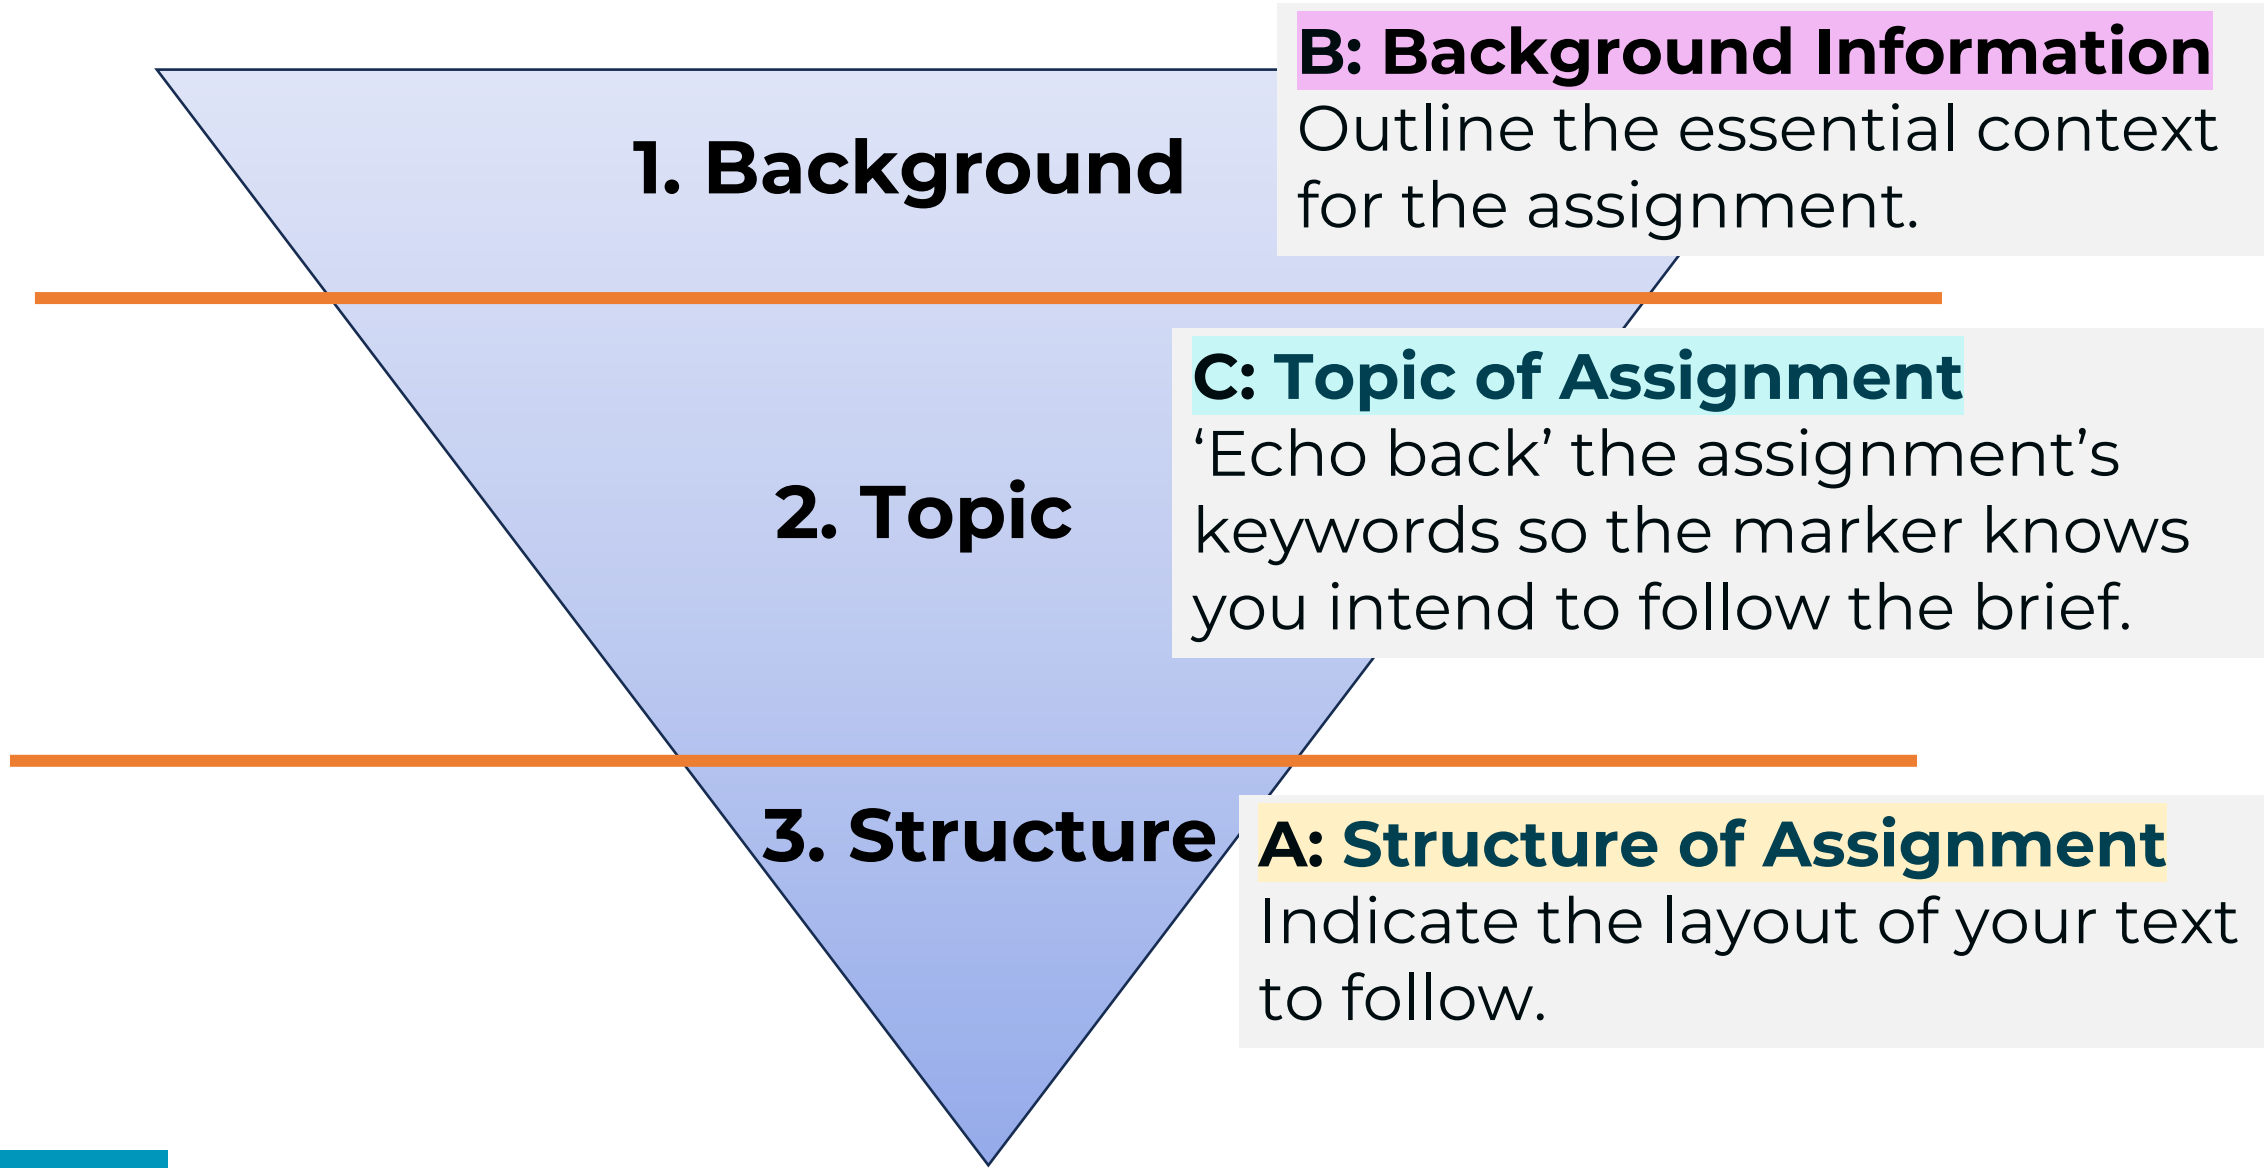 1. Background
B: Background Information
Outline the essential context
for the assignment.
2. Topic
C: Topic of Assignment
‘Echo back’ the assignment’s
keywords so the marker knows
you intend to follow the brief.
3. Structure
A: Structure of Assignment
Indicate the layout of your text
to follow.